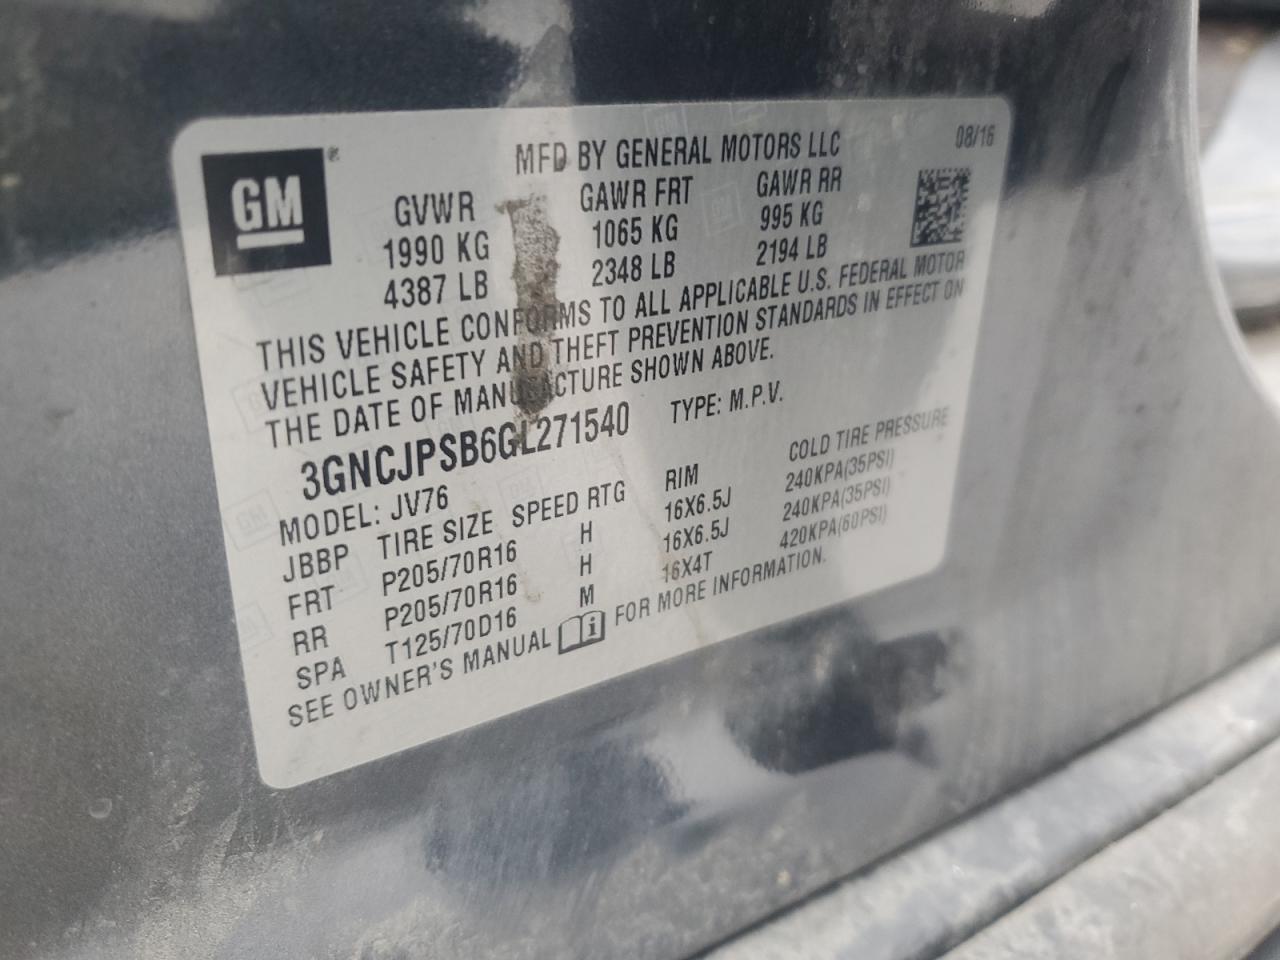 GM ®
MFD BY GENERAL MOTORS LLC 08/16
GVWR GAWR FRT GAWR RR
1990 KG 1065 KG 995 KG
4387 LB 2348 LB 2194 LB
THIS VEHICLE CONFORMS TO ALL APPLICABLE U.S. FEDERAL MOTOR
VEHICLE SAFETY AND THEFT PREVENTION STANDARDS IN EFFECT ON
THE DATE OF MANUFACTURE SHOWN ABOVE.
3GNCJPSB6GL271540 TYPE: M.P.V.
MODEL: JV76
JBBP TIRE SIZE SPEED RTG RIM COLD TIRE PRESSURE
FRT P205/70R16 H 16X6.5J 240KPA(35PSI)
RR P205/70R16 H 16X6.5J 240KPA(35PSI)
SPA T125/70D16 M 16X4T 420KPA(60PSI)
SEE OWNER'S MANUAL i FOR MORE INFORMATION.